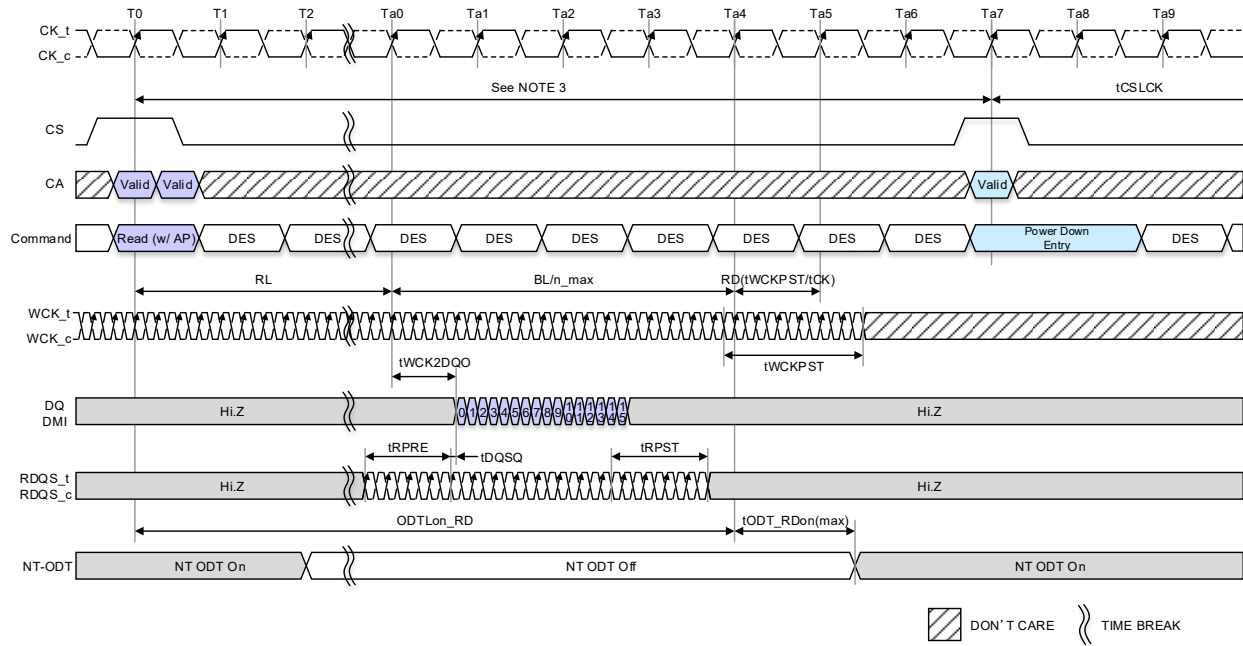 T0 T1 T2 Ta0 Ta1 Ta2 Ta3 Ta4 Ta5 Ta6 Ta7 Ta8 Ta9
CK_t
CK_c
See NOTE 3 tCSLCK
CS
CA Valid Valid Valid
Command Read (w/ AP) DES DES DES DES DES DES DES DES DES Power Down Entry DES
RL BL/n_max RD(tWCKPST/tCK)
WCK_t
WCK_c
tWCK2DQO tWCKPST
DQ
DMI
Hi.Z 0 1 2 3 4 5 6 7 8 9 10 11 12 13 14 15 Hi.Z
tRPRE tDQSQ tRPST
RDQS_t
RDQS_c
Hi.Z Hi.Z
ODTLon_RD tODT_RDon(max)
NT-ODT NT ODT On NT ODT Off NT ODT On
DON'T CARE TIME BREAK